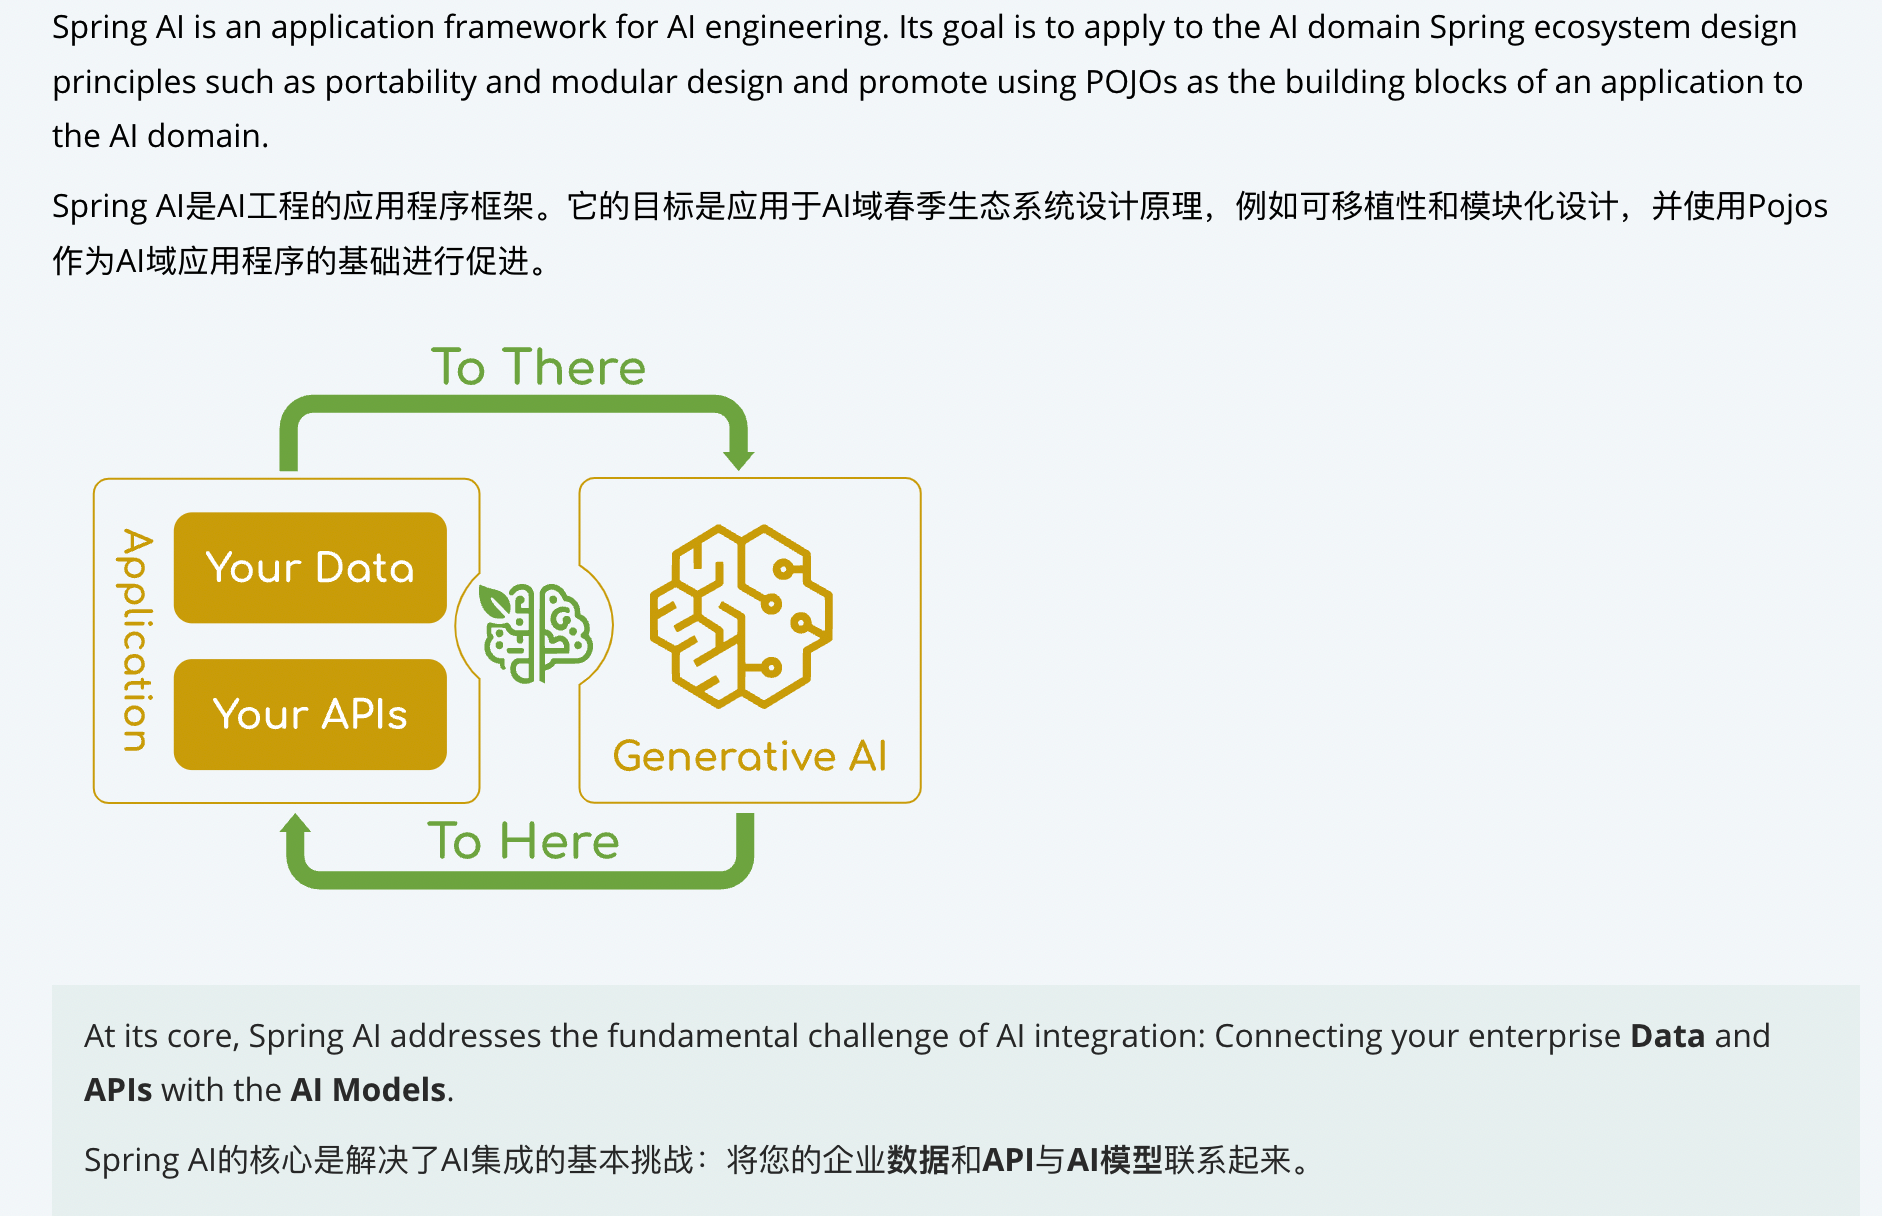 Spring AI is an application framework for AI engineering. Its goal is to apply to the AI domain Spring ecosystem design
principles such as portability and modular design and promote using POJOs as the building blocks of an application to
the AI domain.
Spring AI是AI工程的应用程序框架。它的目标是应用于AI域春季生态系统设计原理，例如可移植性和模块化设计，并使用Pojos
作为AI域应用程序的基础进行促进。
To There
Application
Your Data
Your APIs
Generative AI
To Here
At its core, Spring AI addresses the fundamental challenge of AI integration: Connecting your enterprise Data and
APIs with the AI Models.
Spring AI的核心是解决了AI集成的基本挑战：将您的企业数据和API与AI模型联系起来。